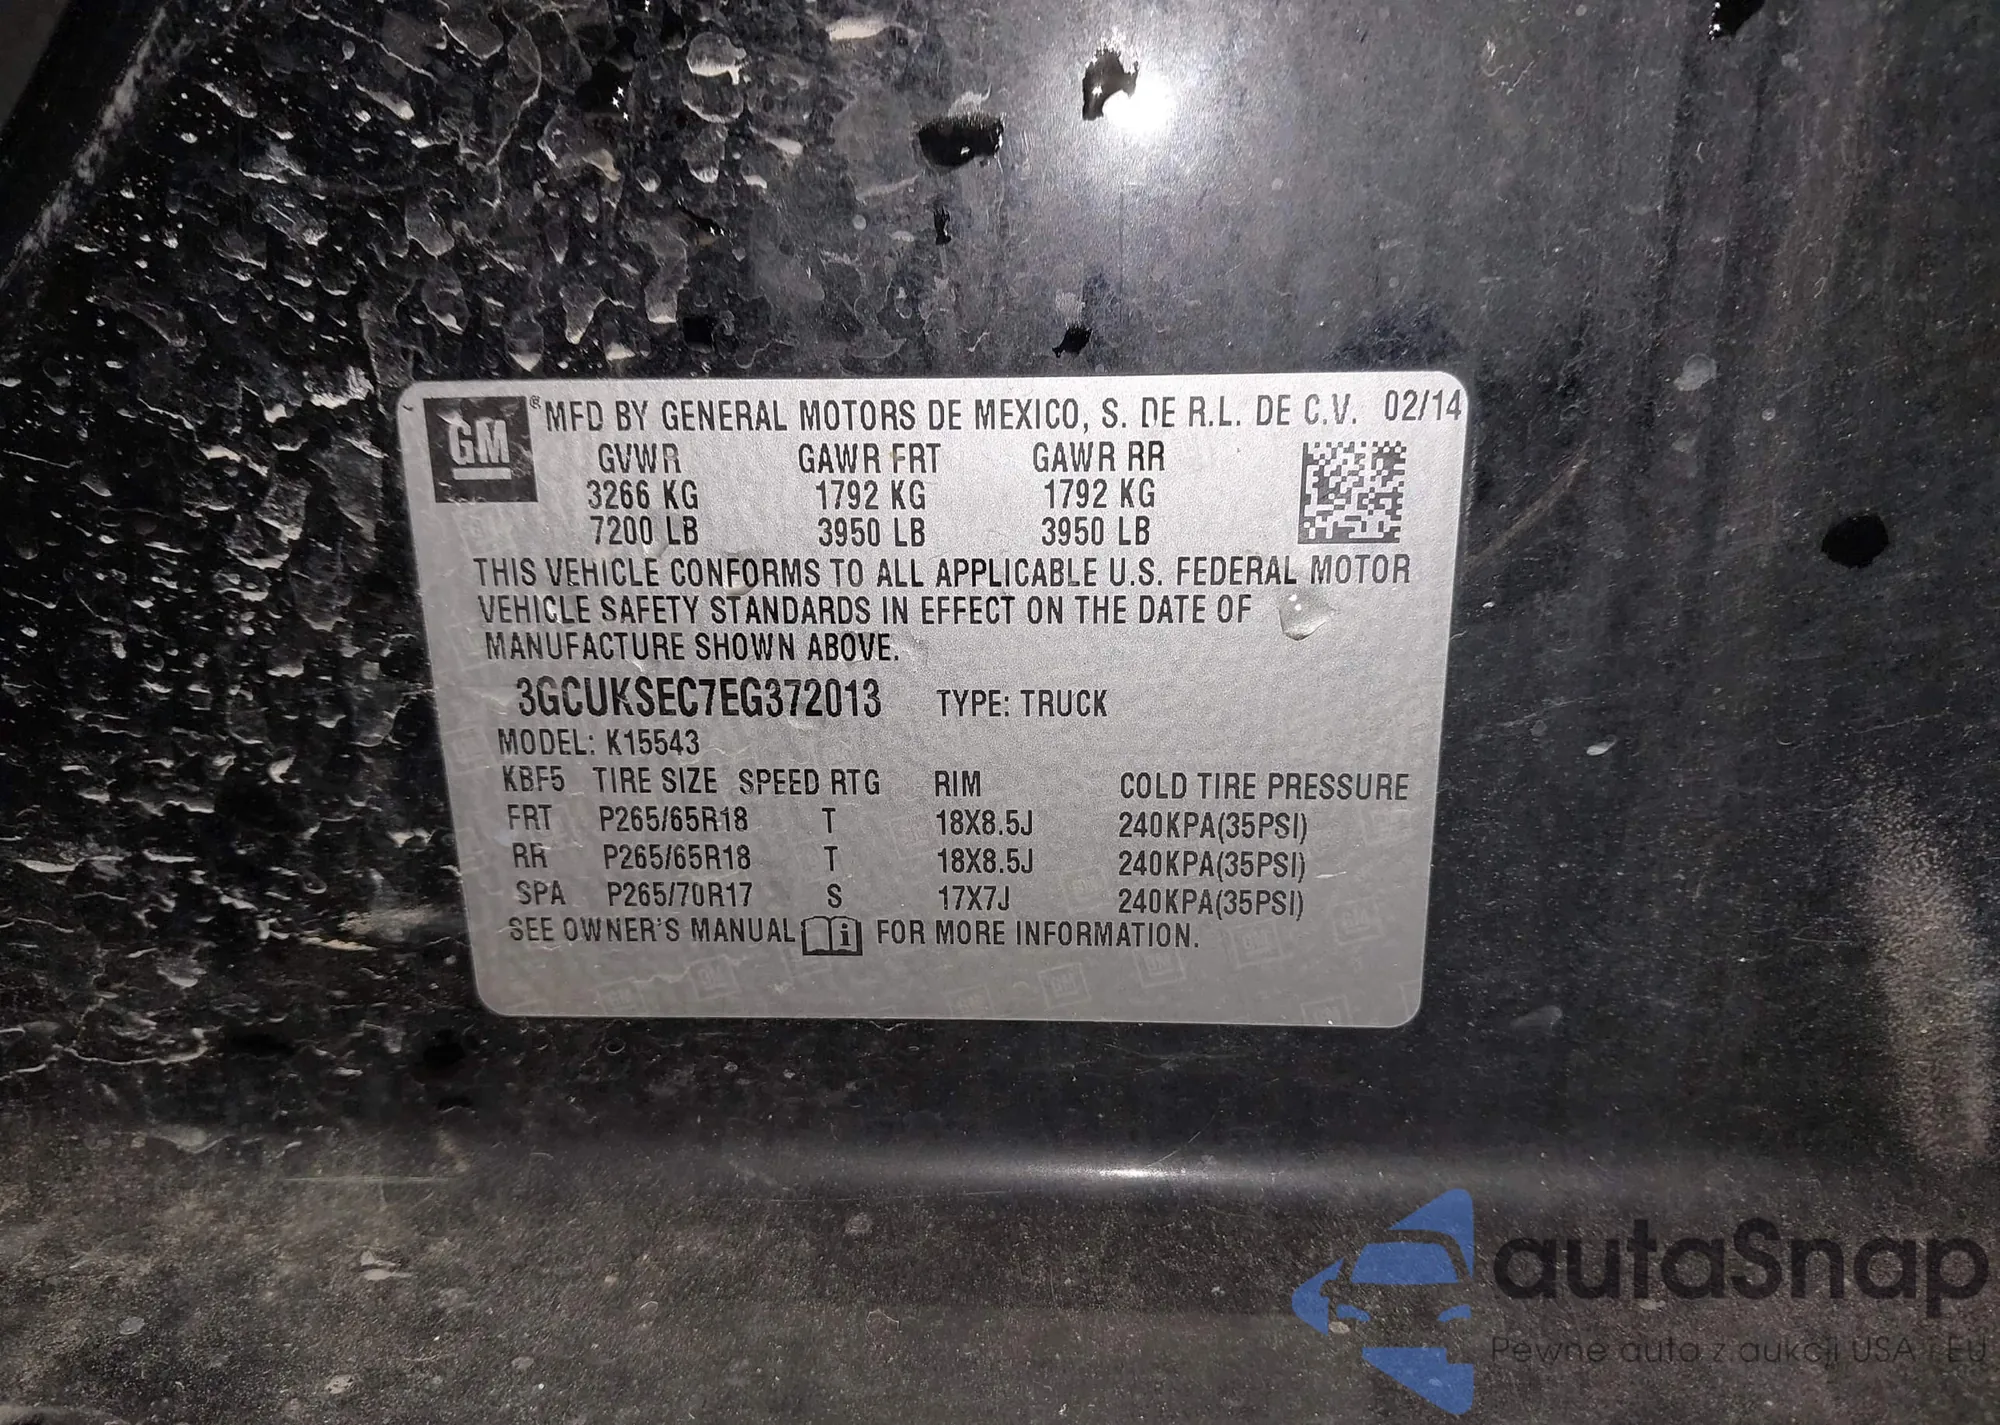 GM ® MFD BY GENERAL MOTORS DE MEXICO, S. DE R.L. DE C.V. 02/14
GVWR GAWR FRT GAWR RR
3266 KG 1792 KG 1792 KG
7200 LB 3950 LB 3950 LB
THIS VEHICLE CONFORMS TO ALL APPLICABLE U.S. FEDERAL MOTOR
VEHICLE SAFETY STANDARDS IN EFFECT ON THE DATE OF
MANUFACTURE SHOWN ABOVE.
3GCUKSEC7EG372013 TYPE: TRUCK
MODEL: K15543
KBF5 TIRE SIZE SPEED RTG RIM COLD TIRE PRESSURE
FRT P265/65R18 T 18X8.5J 240KPA(35PSI)
RR P265/65R18 T 18X8.5J 240KPA(35PSI)
SPA P265/70R17 S 17X7J 240KPA(35PSI)
SEE OWNER'S MANUAL i FOR MORE INFORMATION.
autaSnap
Pewne auta z aukcji USA i EU